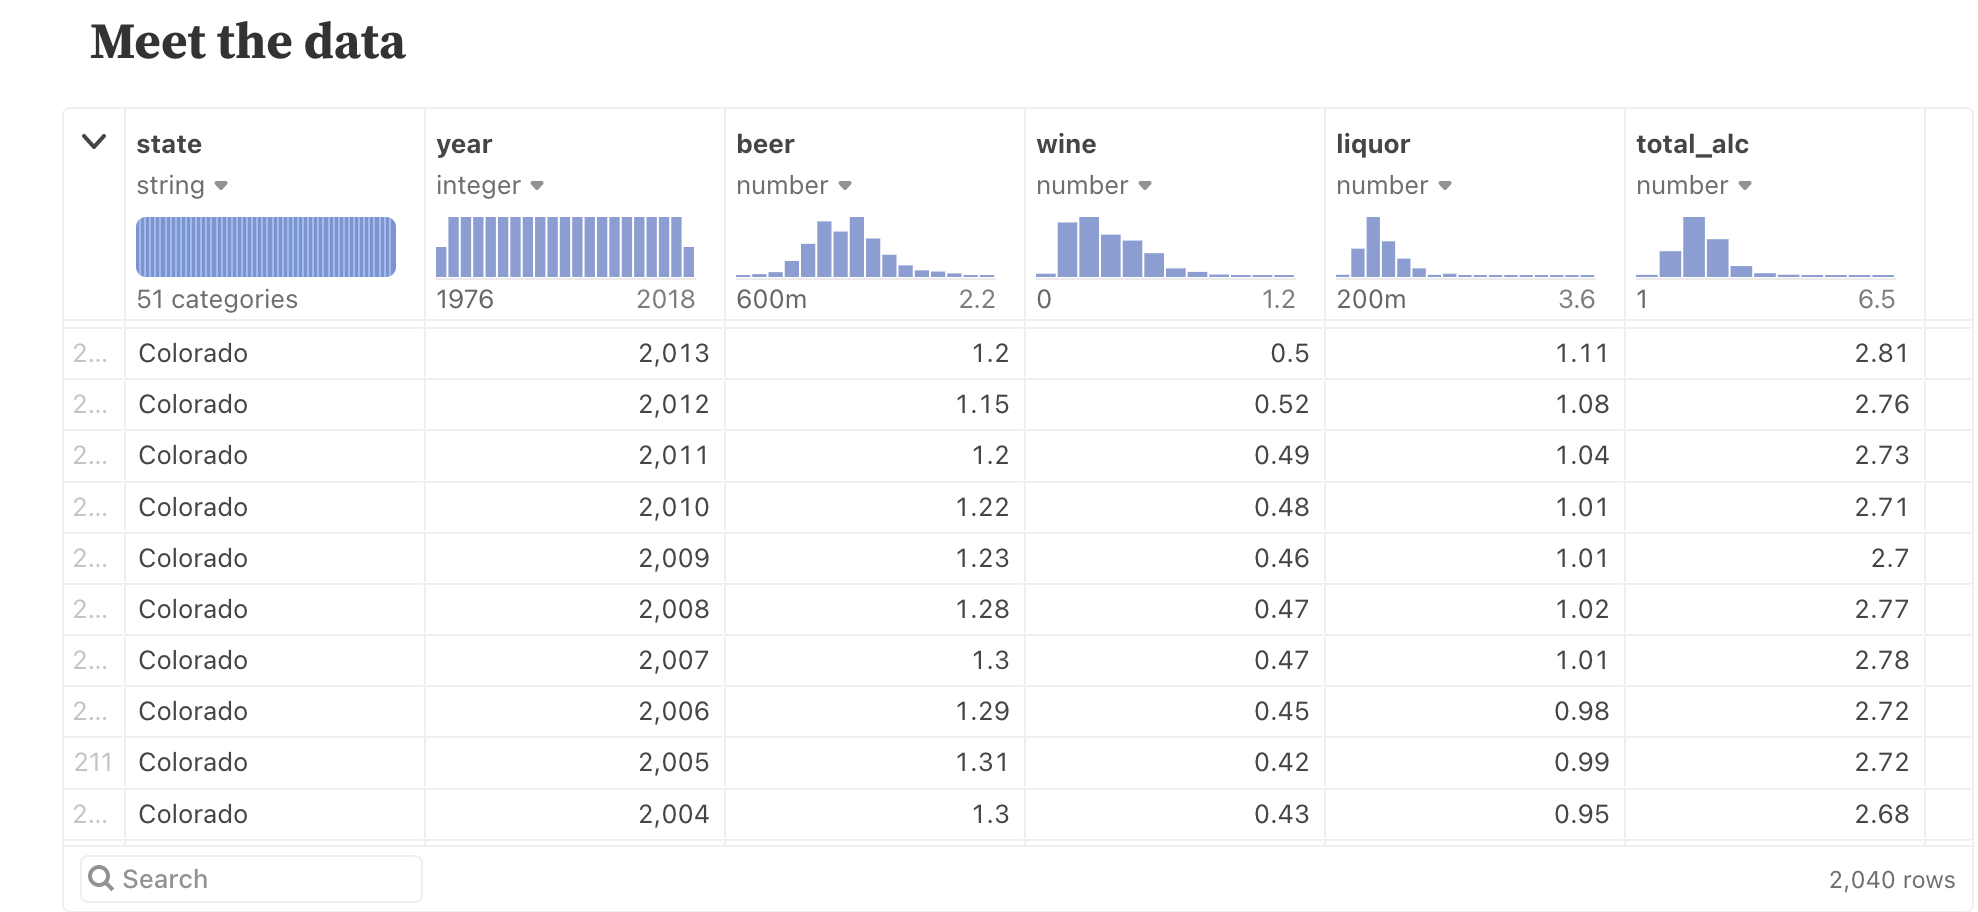 Meet the data
state year beer wine liquor total_alc
string integer number number number number
51 categories 1976 2018 600m 2.2 0 1.2 200m 3.6 1 6.5
2... Colorado 2,013 1.2 0.5 1.11 2.81
2... Colorado 2,012 1.15 0.52 1.08 2.76
2... Colorado 2,011 1.2 0.49 1.04 2.73
2... Colorado 2,010 1.22 0.48 1.01 2.71
2... Colorado 2,009 1.23 0.46 1.01 2.7
2... Colorado 2,008 1.28 0.47 1.02 2.77
2... Colorado 2,007 1.3 0.47 1.01 2.78
2... Colorado 2,006 1.29 0.45 0.98 2.72
211 Colorado 2,005 1.31 0.42 0.99 2.72
2... Colorado 2,004 1.3 0.43 0.95 2.68
Search 2,040 rows